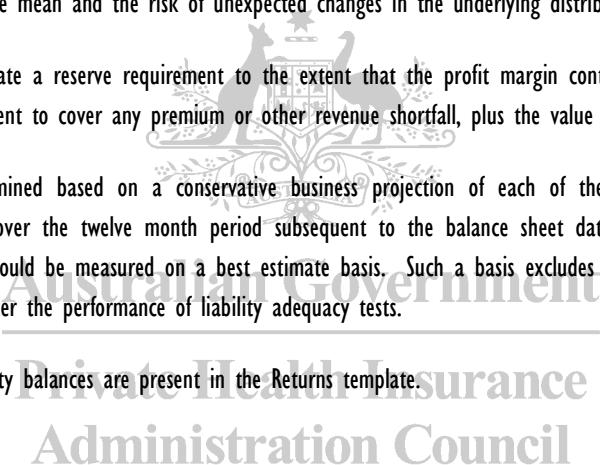 e mean and the risk of unexpected changes in the underlying distrib
ate a reserve requirement to the extent that the profit margin cont
ent to cover any premium or other revenue shortfall, plus the value
mined based on a conservative business projection of each of the
over the twelve month period subsequent to the balance sheet dat
ould be measured on a best estimate basis. Such a basis excludes
er the performance of liability adequacy tests.
Australian Government
ty balances are present in the Returns template.
Private Health Insurance
Administration Council